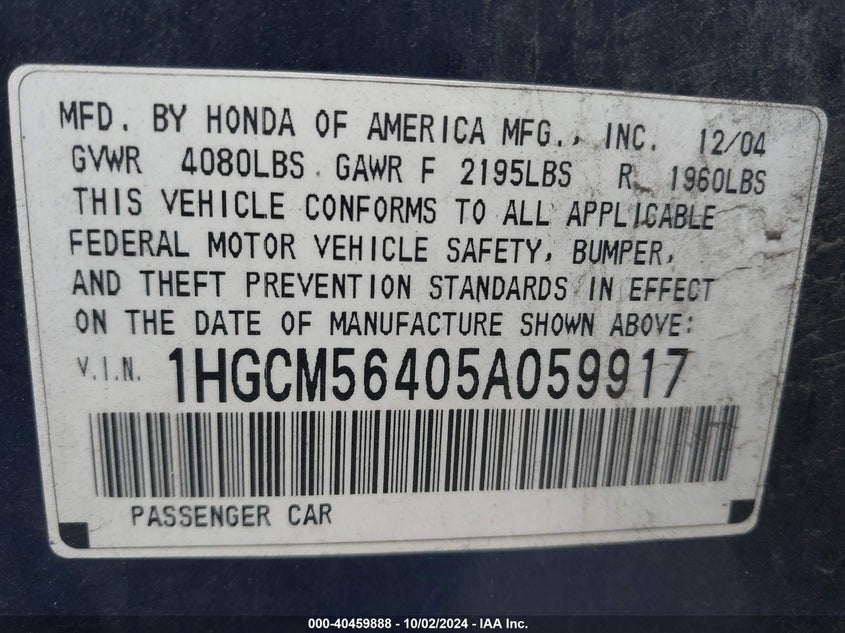 MFD. BY HONDA OF AMERICA MFG., INC. 12/04
GVWR 4080LBS GAWR F 2195LBS R 1960LBS
THIS VEHICLE CONFORMS TO ALL APPLICABLE
FEDERAL MOTOR VEHICLE SAFETY, BUMPER,
AND THEFT PREVENTION STANDARDS IN EFFECT
ON THE DATE OF MANUFACTURE SHOWN ABOVE:
V.I.N. 1HGCM56405A059917
PASSENGER CAR
000-40459888 - 10/02/2024 - IAA Inc.